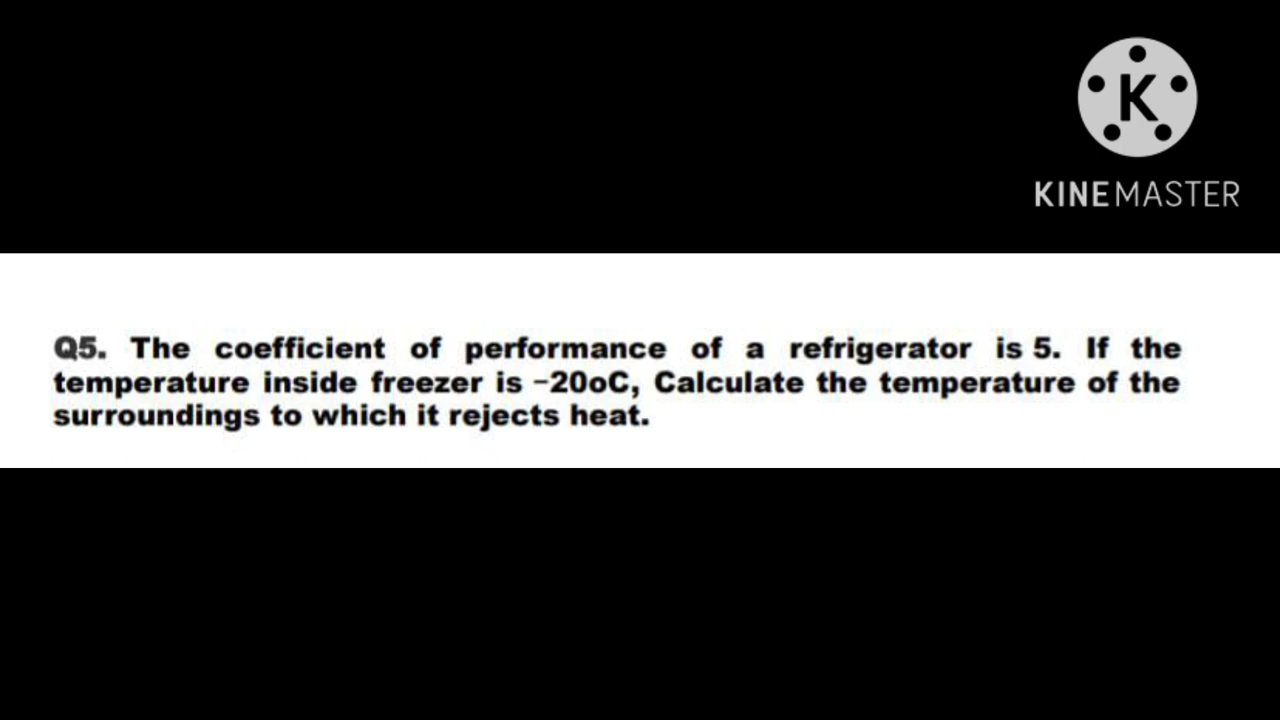 K
KINEMASTER
Q5. The coefficient of performance of a refrigerator is 5. If the
temperature inside freezer is −20oC, Calculate the temperature of the
surroundings to which it rejects heat.